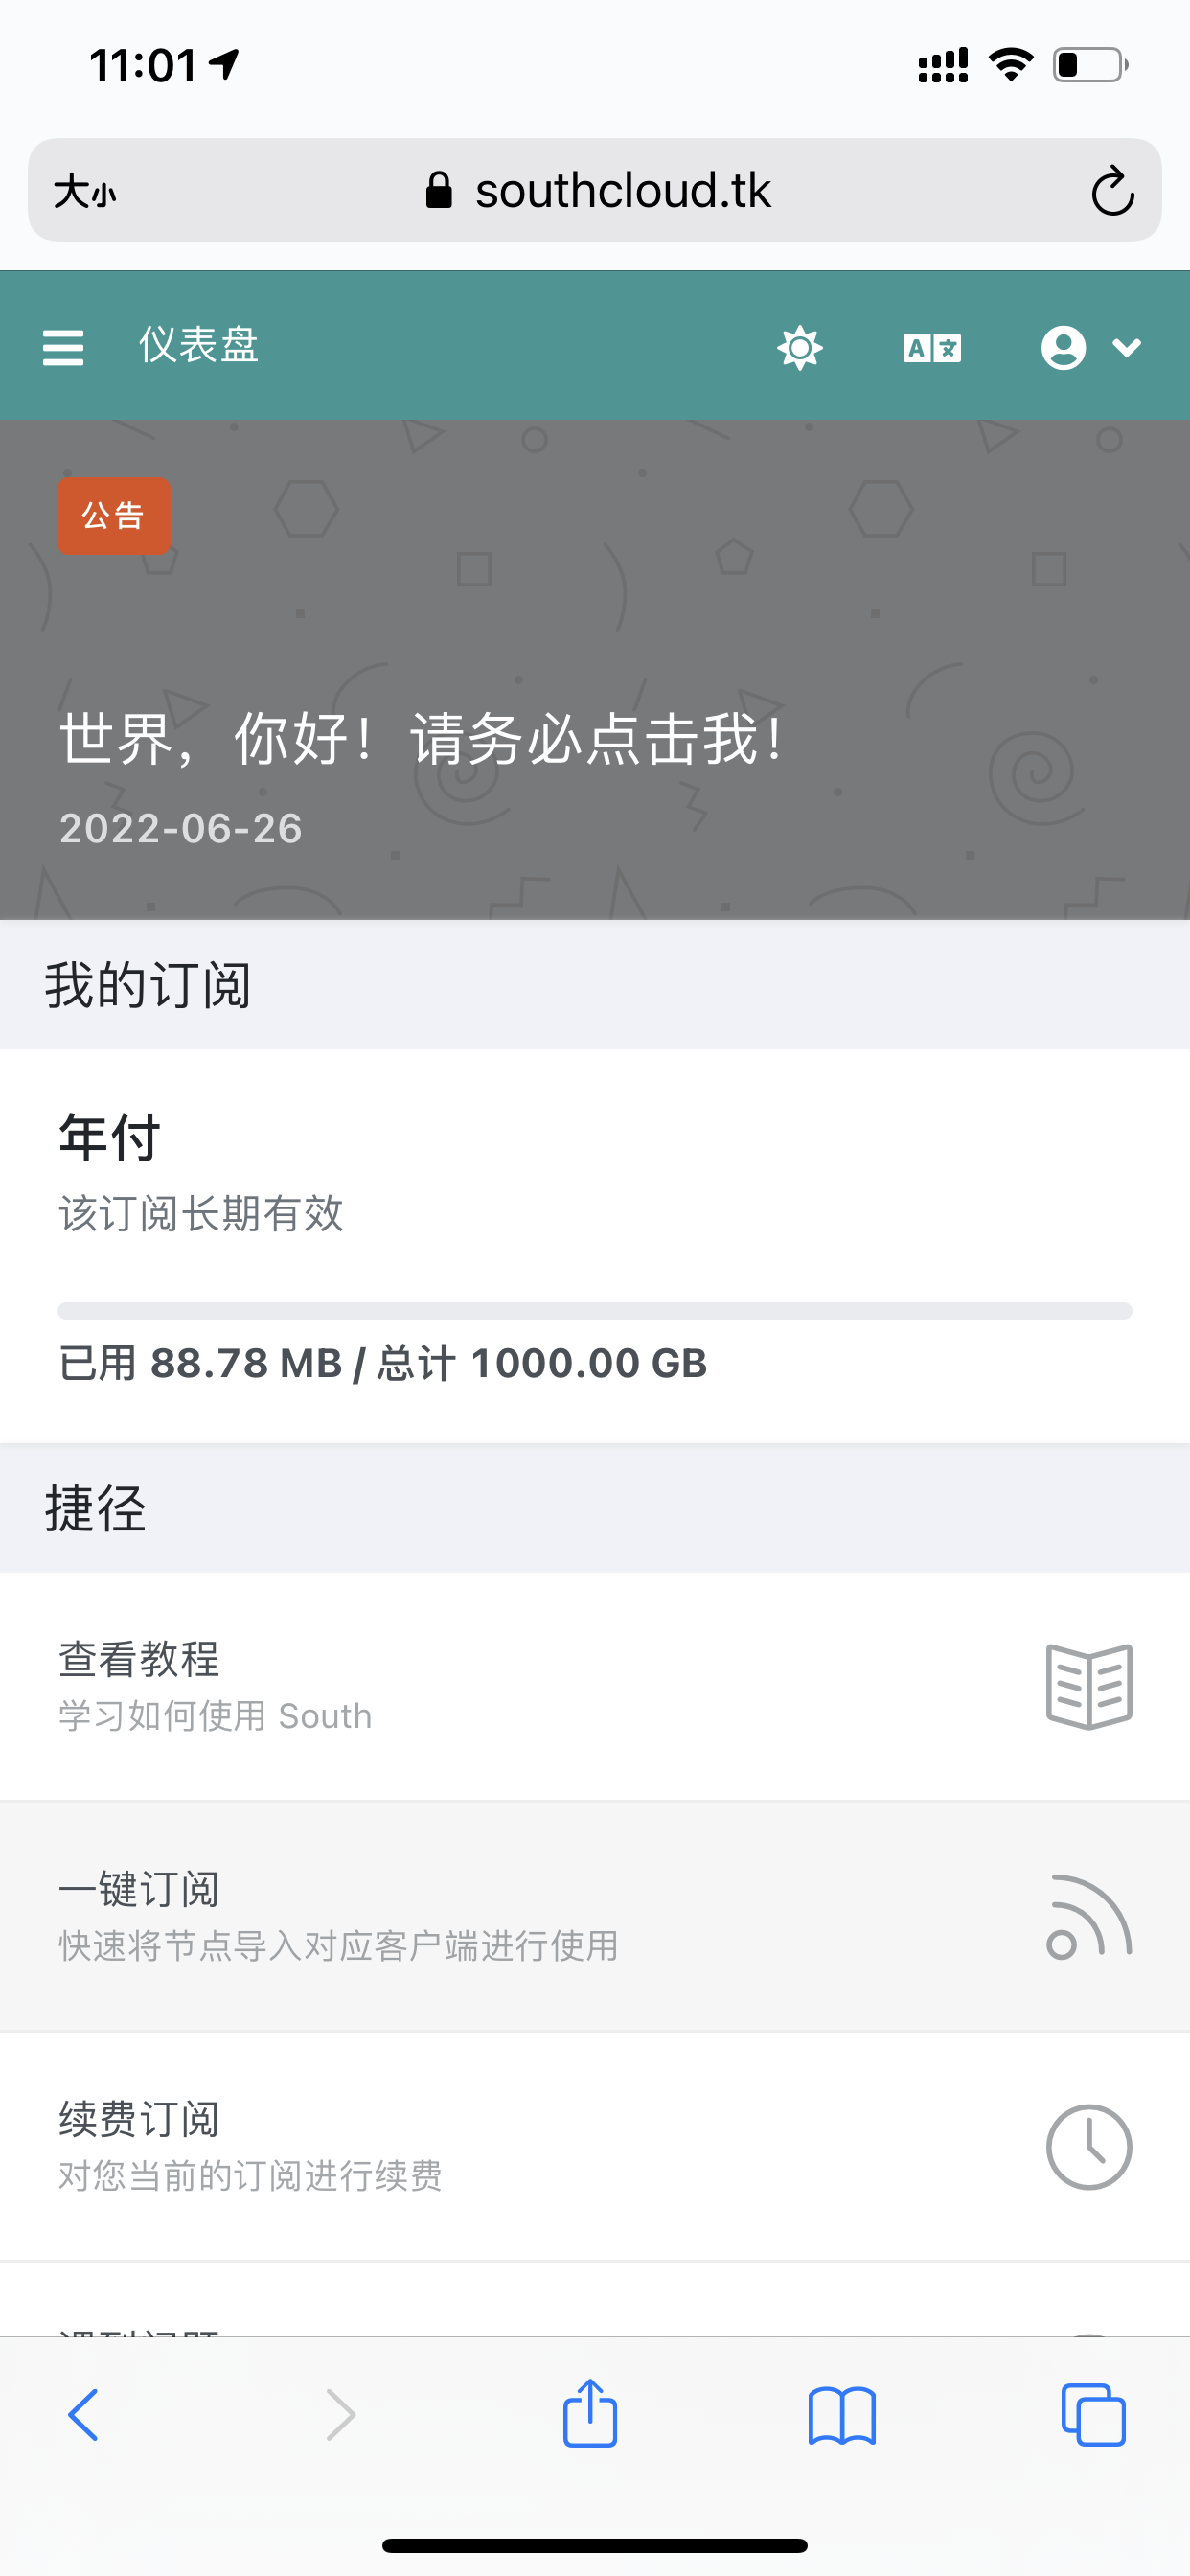 11:01
大小 southcloud.tk
仪表盘
公告
世界，你好！请务必点击我！
2022-06-26
我的订阅
年付
该订阅长期有效
已用 88.78 MB / 总计 1000.00 GB
捷径
查看教程
学习如何使用 South
一键订阅
快速将节点导入对应客户端进行使用
续费订阅
对您当前的订阅进行续费